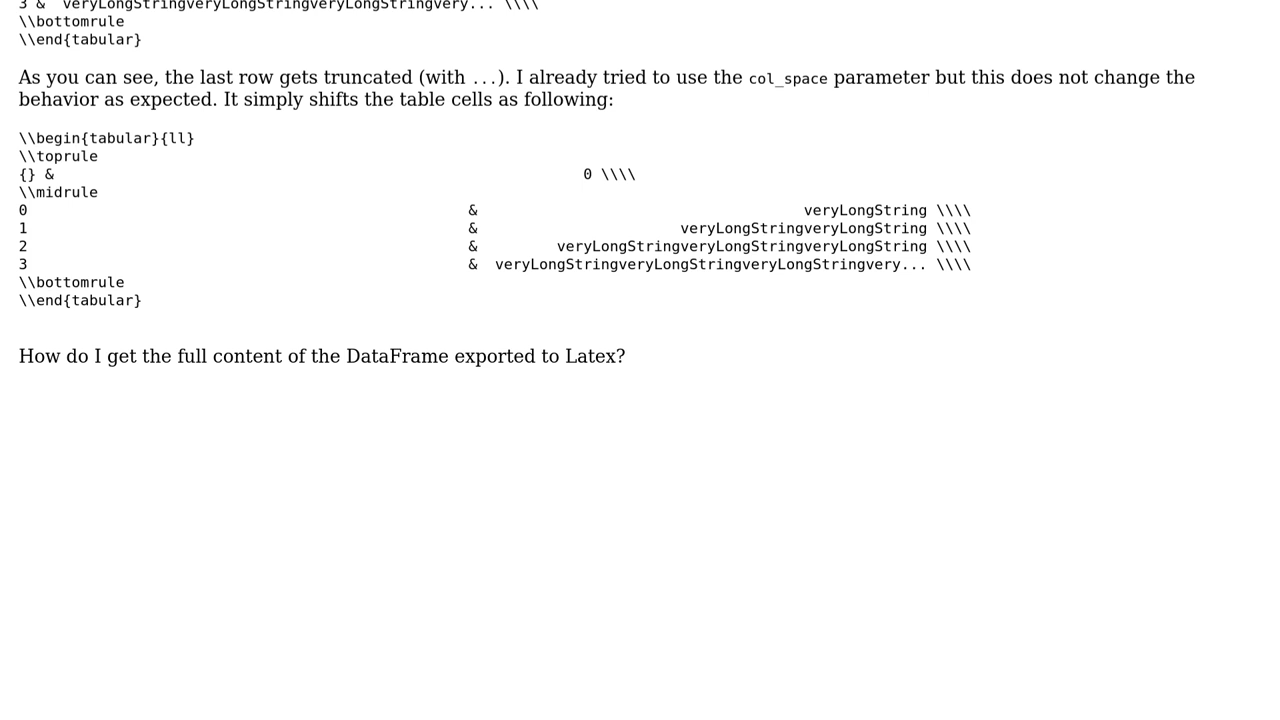 3 &  veryLongStringveryLongStringveryLongStringvery... \\\\
\\bottomrule
\\end{tabular}
As you can see, the last row gets truncated (with ...). I already tried to use the col_space parameter but this does not change the
behavior as expected. It simply shifts the table cells as following:
\\begin{tabular}{ll}
\\toprule
{} &                                                            0 \\\\
\\midrule
0                                                  &                                     veryLongString \\\\
1                                                  &                       veryLongStringveryLongString \\\\
2                                                  &         veryLongStringveryLongStringveryLongString \\\\
3                                                  &  veryLongStringveryLongStringveryLongStringvery... \\\\
\\bottomrule
\\end{tabular}
How do I get the full content of the DataFrame exported to Latex?